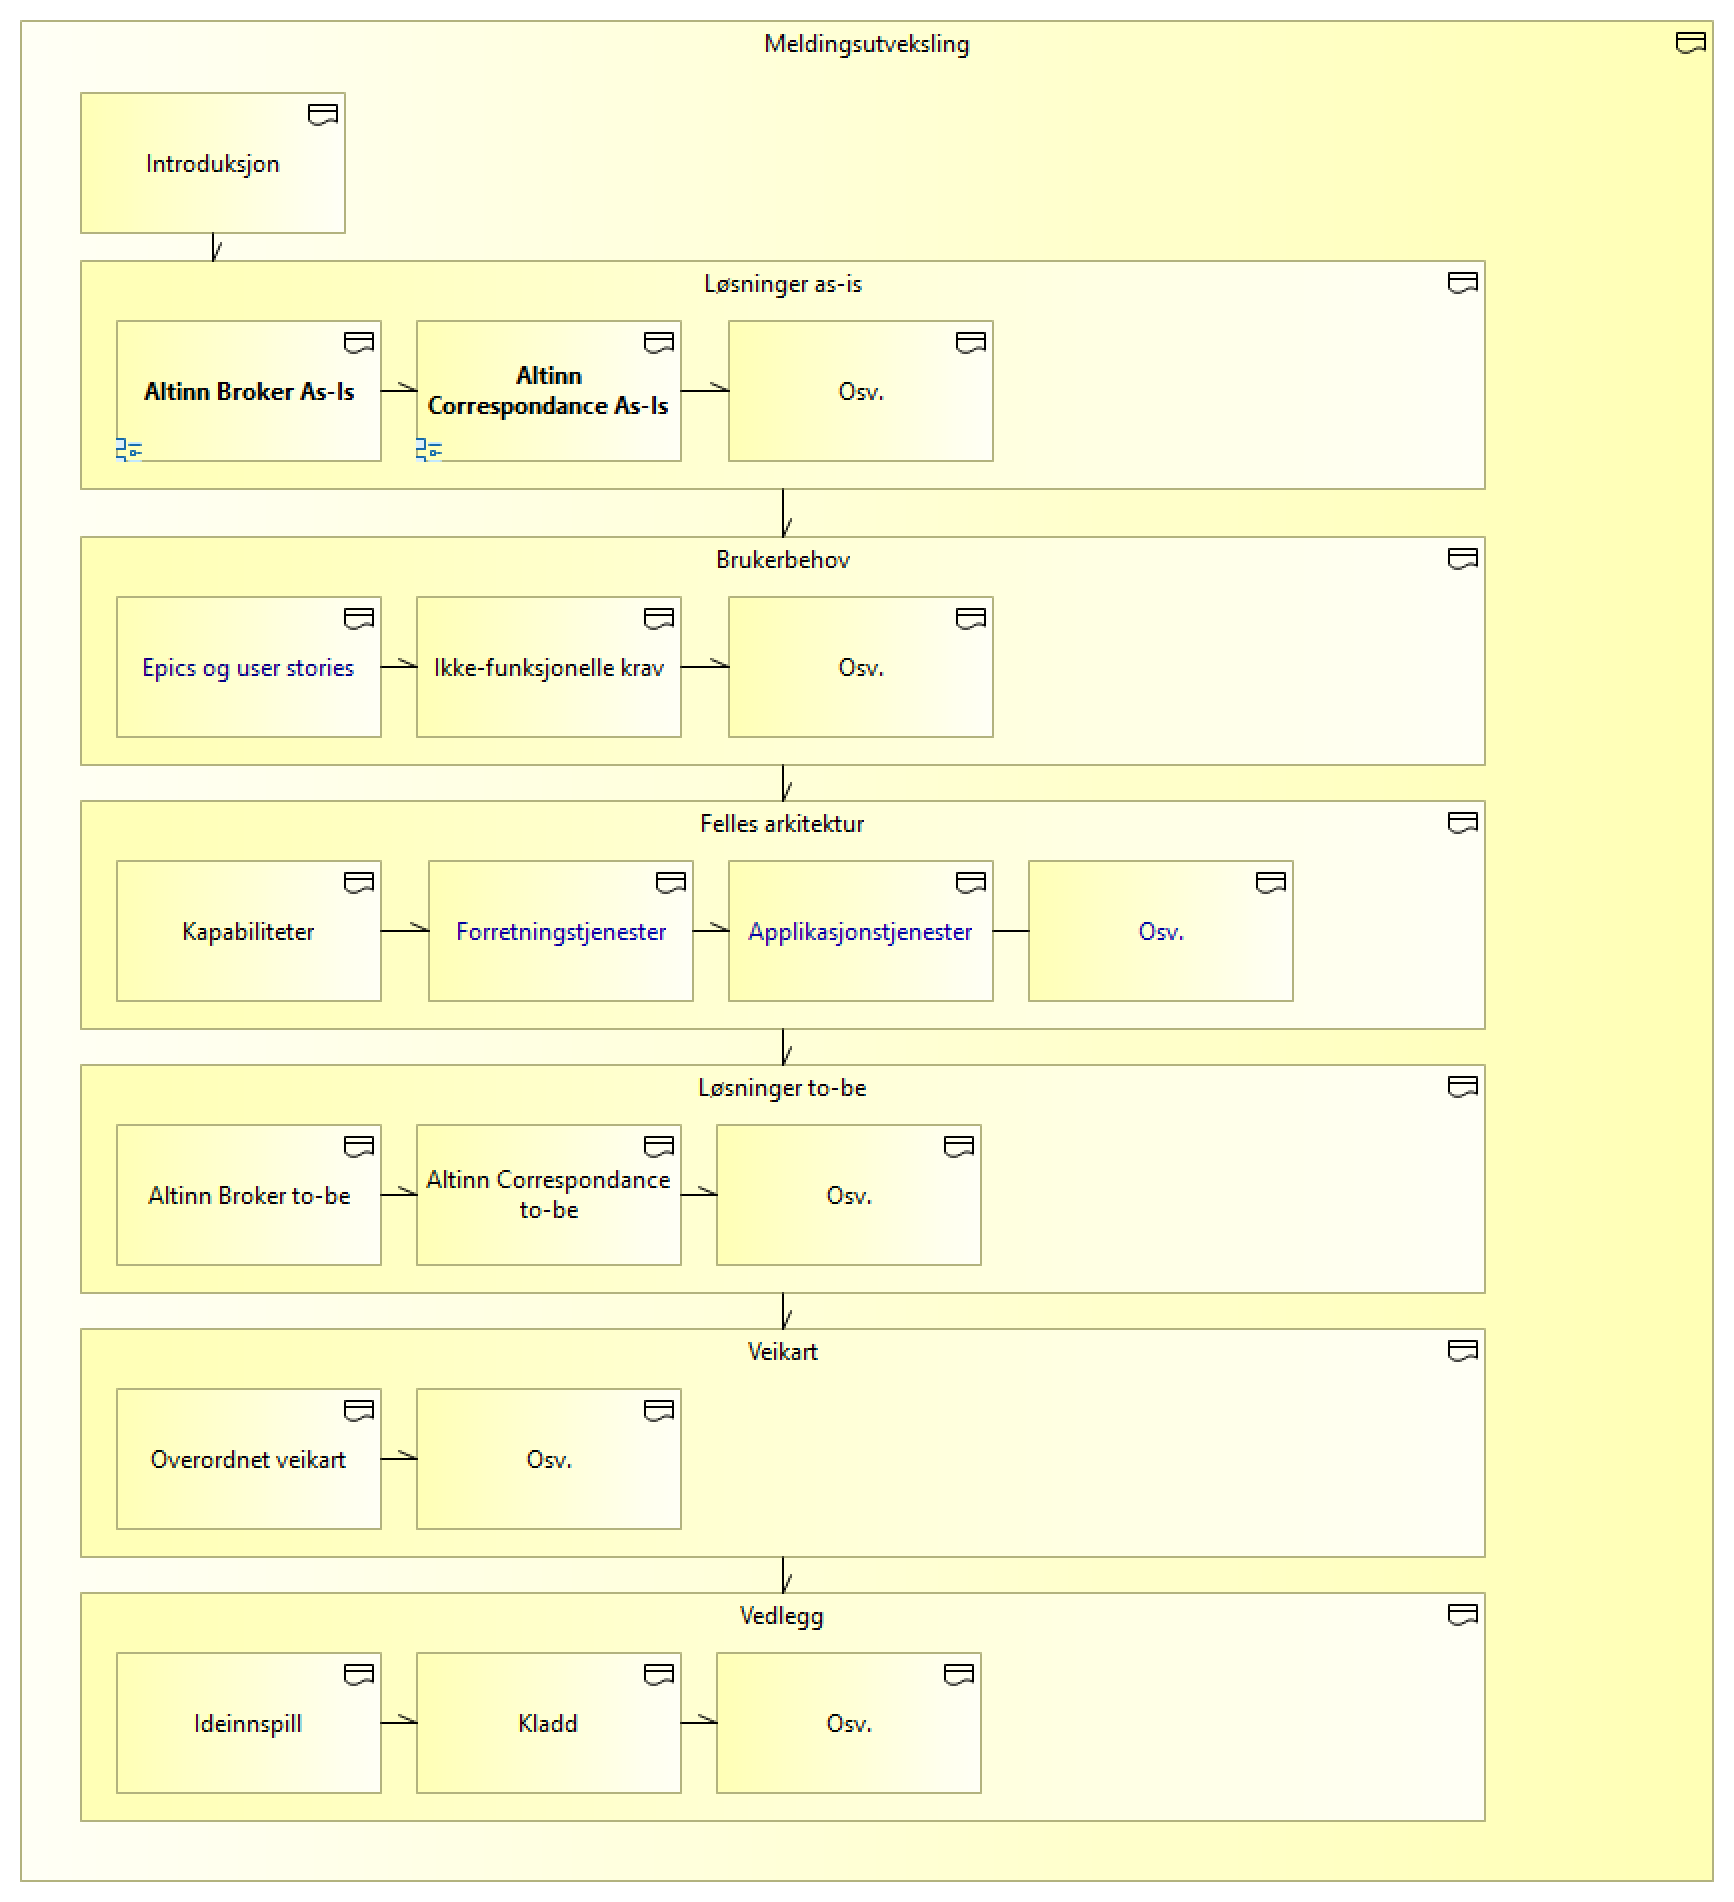 Meldingsutveksling
Introduksjon
Løsninger as-is
Altinn Broker As-Is
Altinn
Correspondance As-Is
Osv.
Brukerbehov
Epics og user stories
Ikke-funksjonelle krav
Osv.
Felles arkitektur
Kapabiliteter
Forretningstjenester
Applikasjonstjenester
Osv.
Løsninger to-be
Altinn Broker to-be
Altinn Correspondance
to-be
Osv.
Veikart
Overordnet veikart
Osv.
Vedlegg
Ideinnspill
Kladd
Osv.